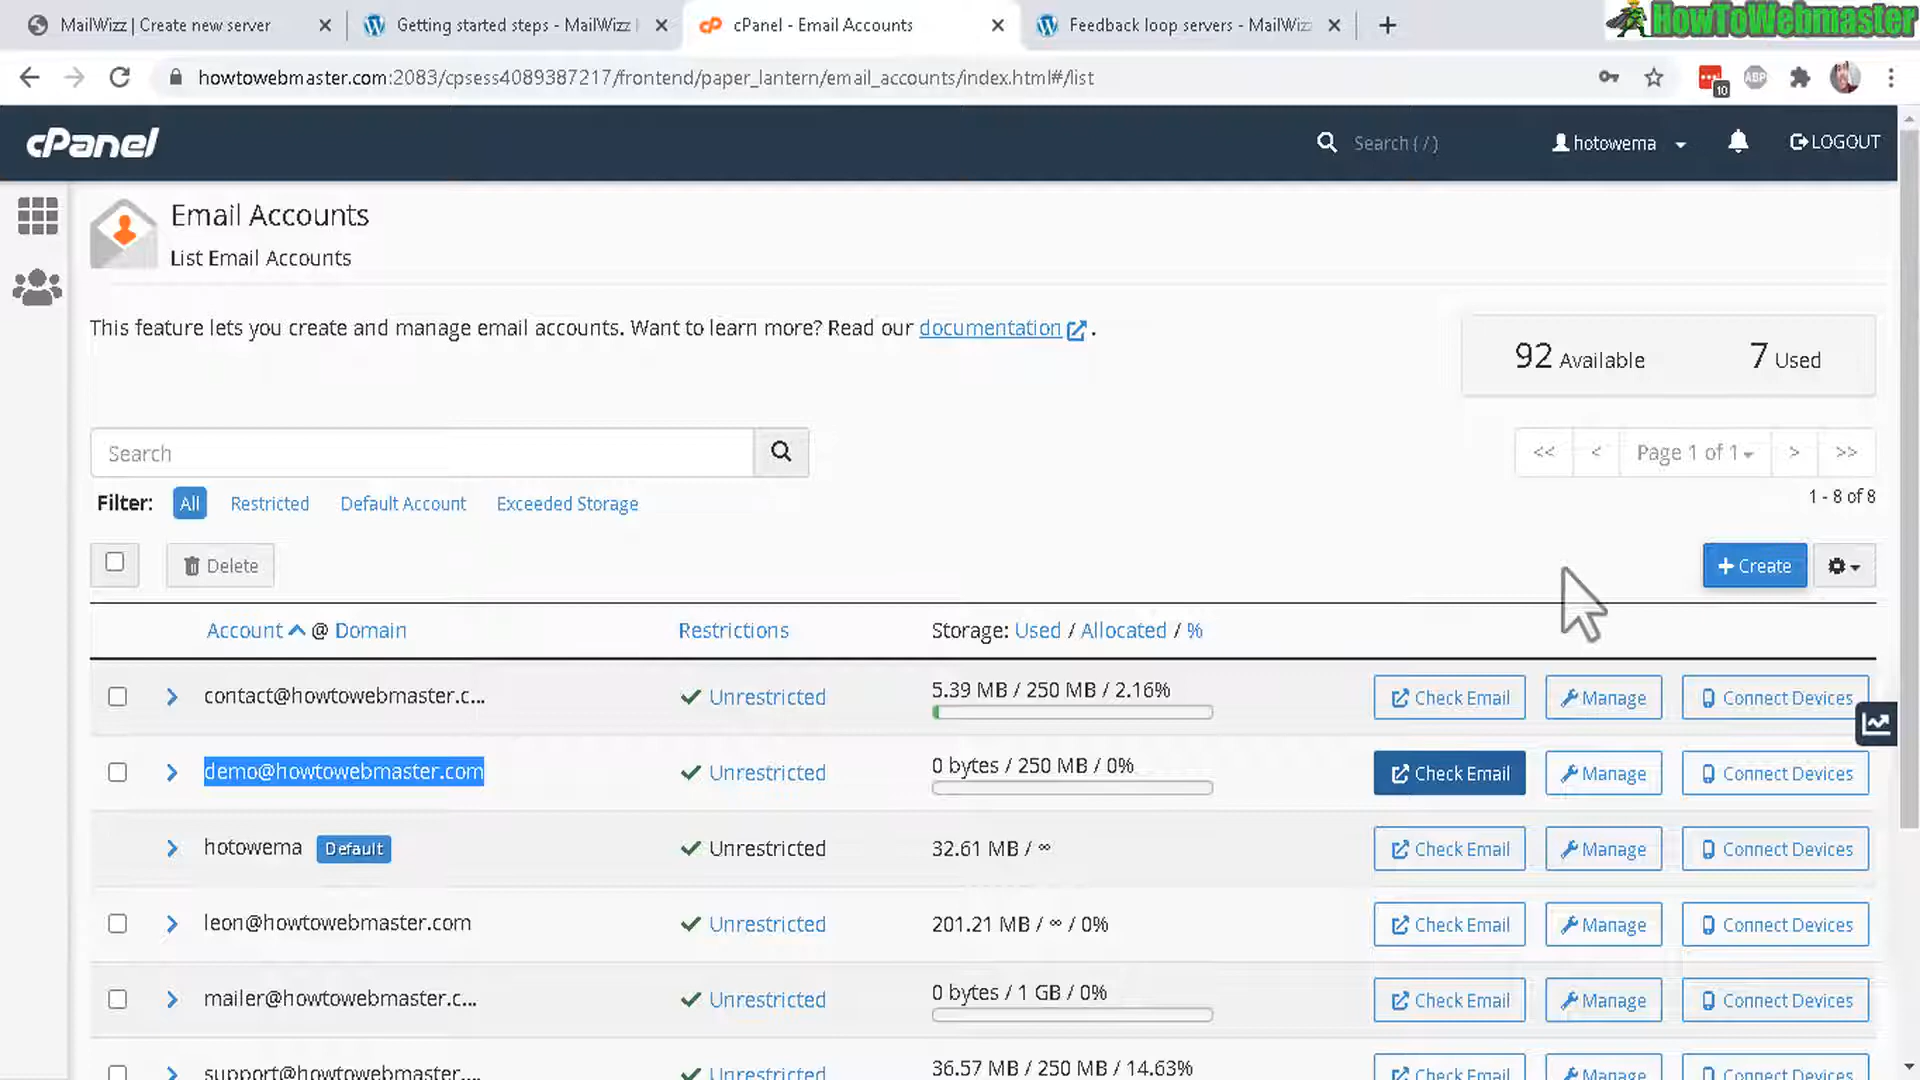 MailWizz | Create new server
Getting started steps - MailWizz
cPanel - Email Accounts
Feedback loop servers - MailWiz
HowToWebmaster
howtowebmaster.com:2083/cpsess4089387217/frontend/paper_lantern/email_accounts/index.html#/list
10
ABP
cPanel
Search ( / )
hotowema
LOGOUT
Email Accounts
List Email Accounts
This feature lets you create and manage email accounts. Want to learn more? Read our documentation .
92 Available 7 Used
Search
<< < Page 1 of 1 > >>
Filter: All Restricted Default Account Exceeded Storage
1 - 8 of 8
Delete
+ Create
Account @ Domain Restrictions Storage: Used / Allocated / %
contact@howtowebmaster.c... Unrestricted 5.39 MB / 250 MB / 2.16% Check Email Manage Connect Devices
demo@howtowebmaster.com Unrestricted 0 bytes / 250 MB / 0% Check Email Manage Connect Devices
hotowema Default Unrestricted 32.61 MB / ∞ Check Email Manage Connect Devices
leon@howtowebmaster.com Unrestricted 201.21 MB / ∞ / 0% Check Email Manage Connect Devices
mailer@howtowebmaster.c... Unrestricted 0 bytes / 1 GB / 0% Check Email Manage Connect Devices
support@howtowebmaster.... Unrestricted 36.57 MB / 250 MB / 14.63% Check Email Manage Connect Devices